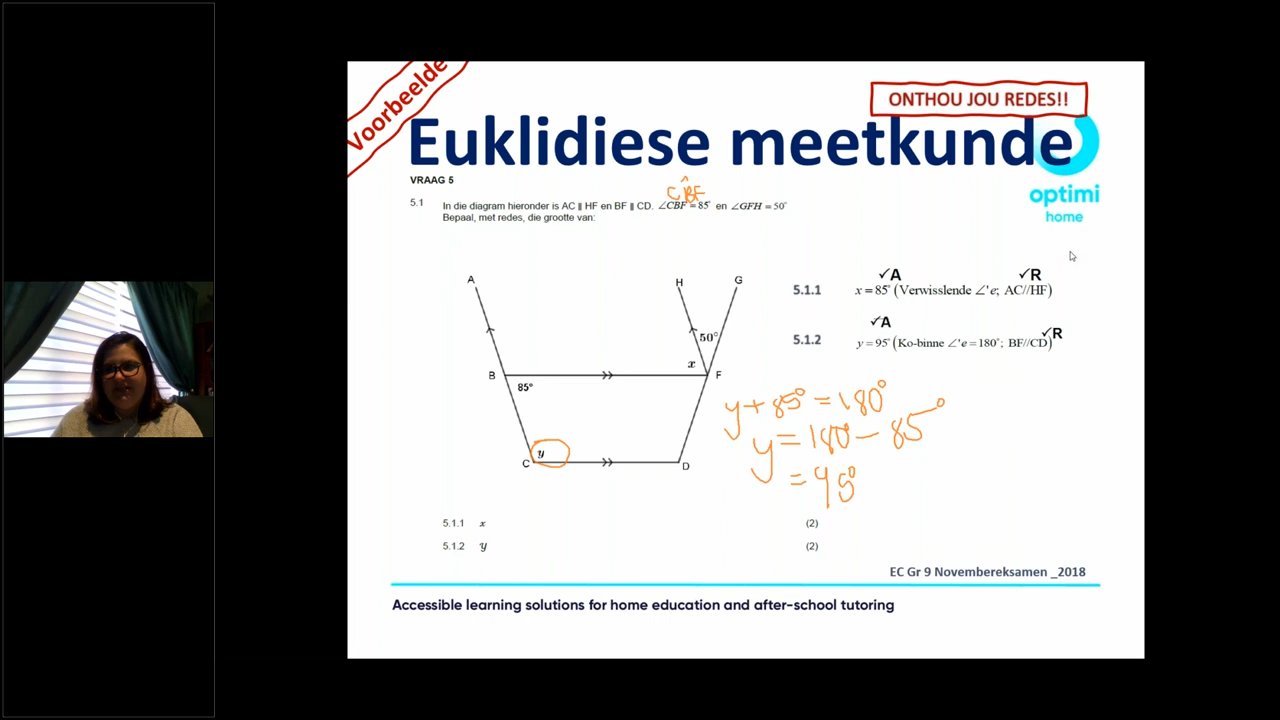 Voorbeelde
ONTHOU JOU REDES!!
Euklidiese meetkunde
optimi
home
VRAAG 5
CB̂F
5.1 In die diagram hieronder is AC ∥ HF en BF ∥ CD. ∠CBF = 85° en ∠GFH = 50°
Bepaal, met redes, die grootte van:
A
H
G
50°
x
B
F
85°
y
C
D
✓A ✓R
5.1.1 x = 85° (Verwisslende ∠'e; AC//HF)
✓A
5.1.2 y = 95° (Ko-binne ∠'e = 180°; BF//CD) ✓R
y + 85° = 180°
y = 180° − 85°
= 95°
5.1.1 x (2)
5.1.2 y (2)
EC Gr 9 Novembereksamen _2018
Accessible learning solutions for home education and after-school tutoring